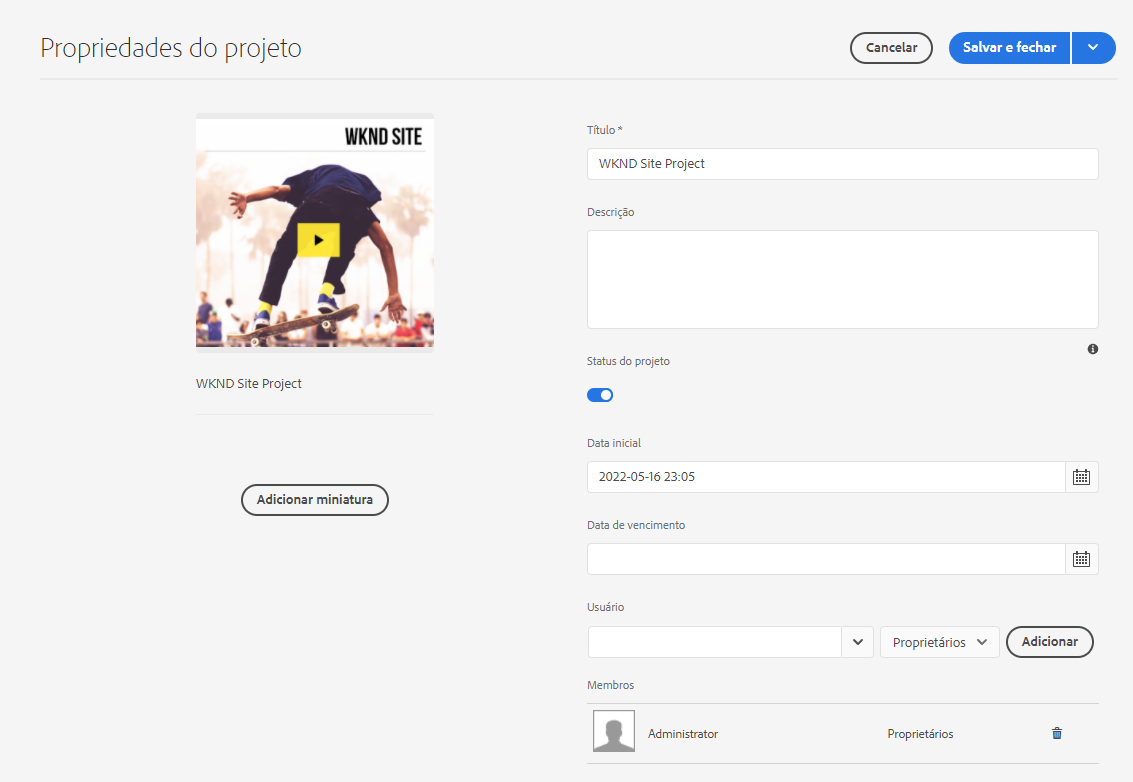 Propriedades do projeto
Cancelar
Salvar e fechar
WKND SITE
WKND Site Project
Adicionar miniatura
Título *
WKND Site Project
Descrição
Status do projeto
Data inicial
2022-05-16 23:05
Data de vencimento
Usuário
Proprietários
Adicionar
Membros
Administrator
Proprietários